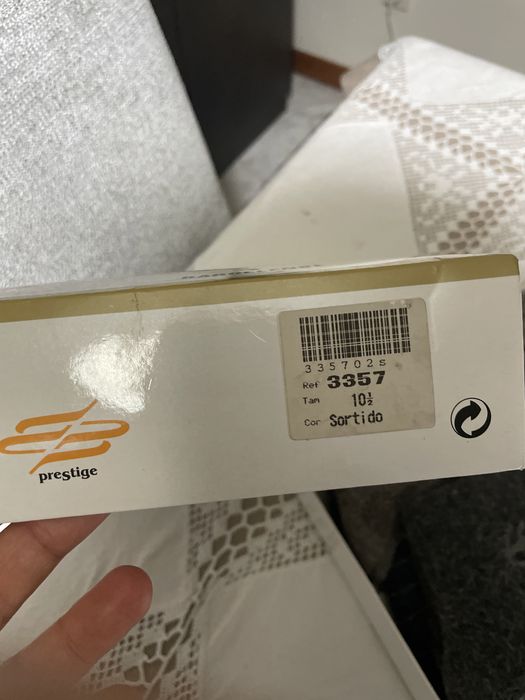 335702s
Ref 3357
Tam 10½
Cor Sortido
prestige